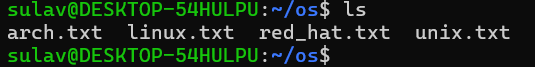 sulav@DESKTOP-54HULPU:~/os$ ls
arch.txt  linux.txt  red_hat.txt  unix.txt
sulav@DESKTOP-54HULPU:~/os$